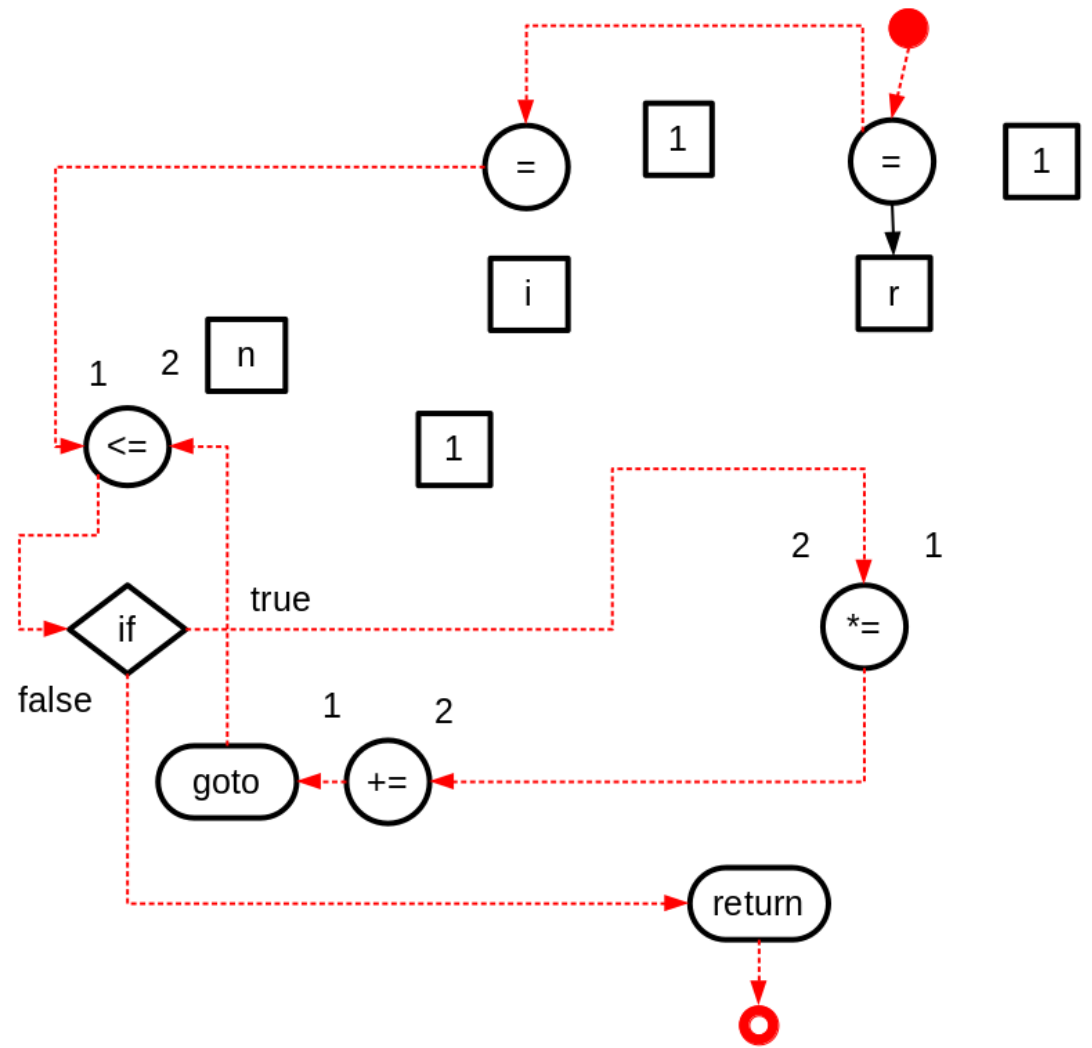 1
=
=
1
i
r
n
2
1
<=
1
2
1
true
if
*=
false
1
2
goto
+=
return